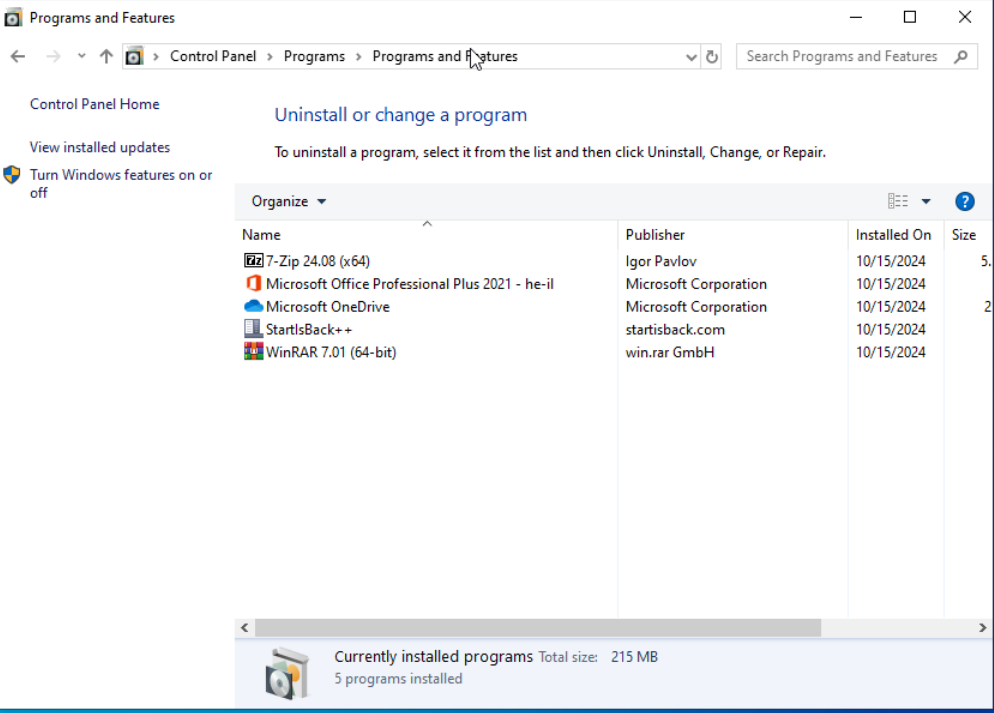 Programs and Features
Control Panel > Programs > Programs and Features
Search Programs and Features
Control Panel Home
View installed updates
Turn Windows features on or
off
Uninstall or change a program
To uninstall a program, select it from the list and then click Uninstall, Change, or Repair.
Organize
?
Name Publisher Installed On Size
7z 7-Zip 24.08 (x64) Igor Pavlov 10/15/2024 5.
Microsoft Office Professional Plus 2021 - he-il Microsoft Corporation 10/15/2024
Microsoft OneDrive Microsoft Corporation 10/15/2024 2
StartIsBack++ startisback.com 10/15/2024
WinRAR 7.01 (64-bit) win.rar GmbH 10/15/2024
Currently installed programs Total size: 215 MB
5 programs installed